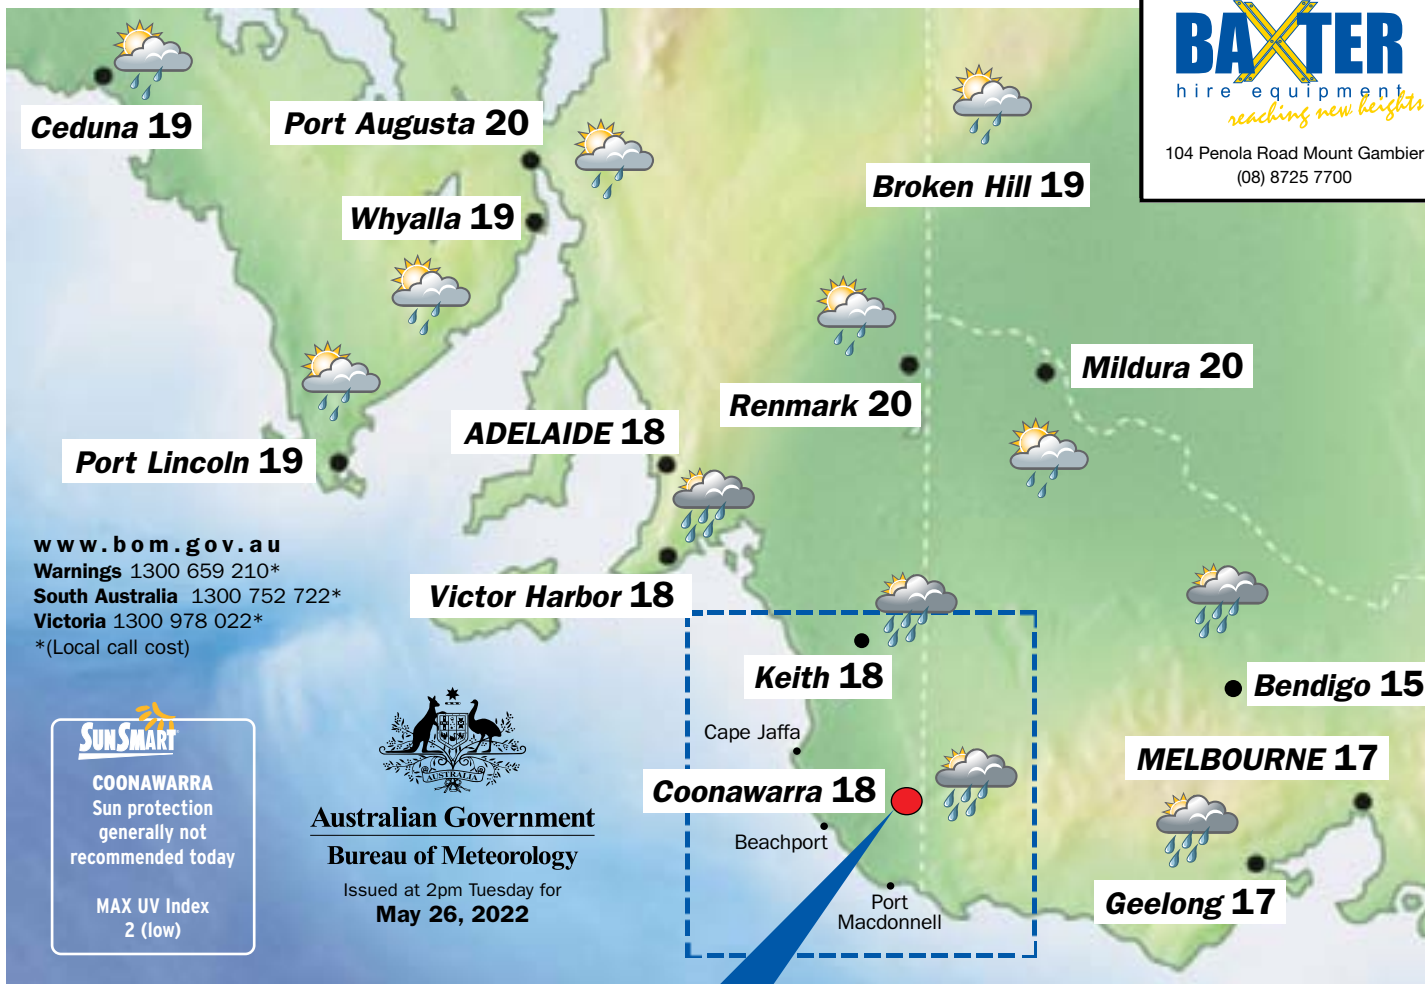 BAXTER
hire equipment
reaching new heights
104 Penola Road Mount Gambier
(08) 8725 7700
Ceduna 19
Port Augusta 20
Whyalla 19
Broken Hill 19
Renmark 20
Mildura 20
ADELAIDE 18
Port Lincoln 19
Victor Harbor 18
www.bom.gov.au
Warnings 1300 659 210*
South Australia 1300 752 722*
Victoria 1300 978 022*
*(Local call cost)
Keith 18
Bendigo 15
Cape Jaffa
MELBOURNE 17
Coonawarra 18
Beachport
Port
Macdonnell
Geelong 17
SUNSMART
COONAWARRA
Sun protection
generally not
recommended today
MAX UV Index
2 (low)
AUSTRALIA
Australian Government
Bureau of Meteorology
Issued at 2pm Tuesday for
May 26, 2022